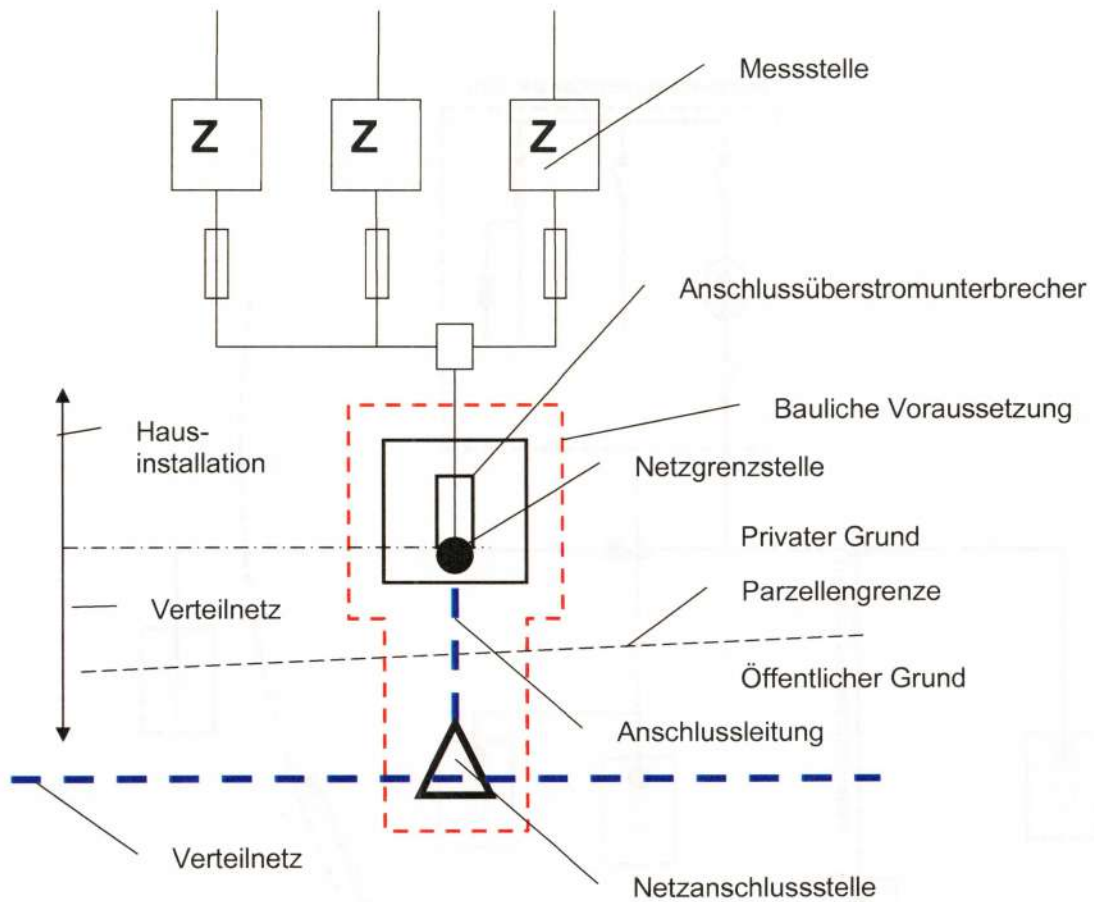 Messstelle
Z
Z
Z
Anschlussüberstromunterbrecher
Bauliche Voraussetzung
Haus-
installation
Netzgrenzstelle
Privater Grund
Parzellengrenze
Verteilnetz
Öffentlicher Grund
Anschlussleitung
Verteilnetz
Netzanschlussstelle